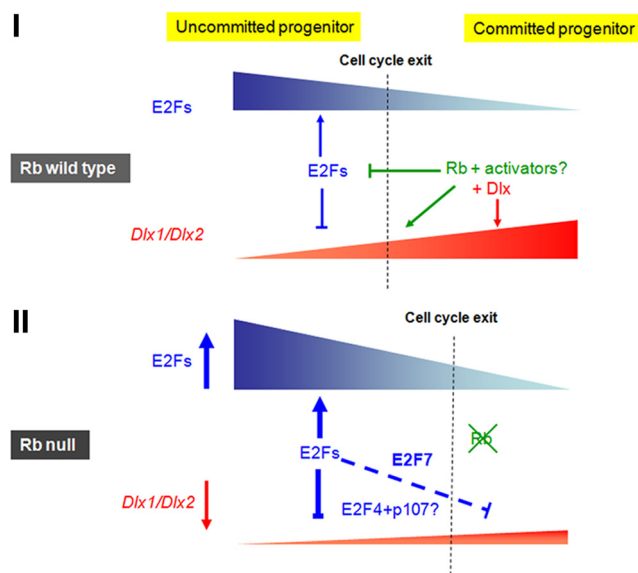 I
Uncommitted progenitor
Committed progenitor
Cell cycle exit
E2Fs
Rb wild type
E2Fs
Rb + activators?
+ Dlx
Dlx1/Dlx2
II
Cell cycle exit
E2Fs
Rb null
E2Fs
E2F7
Rb
Dlx1/Dlx2
E2F4+p107?